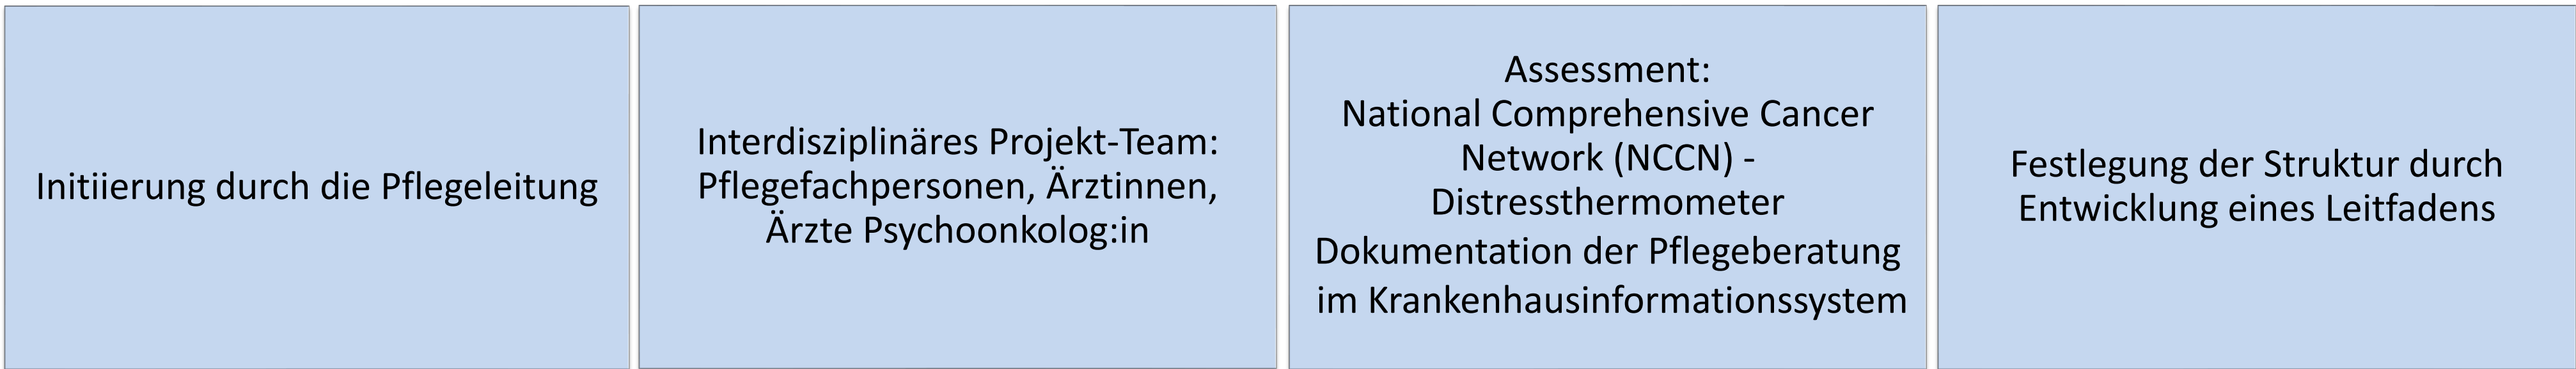 Initiierung durch die Pflegeleitung
Interdisziplinäres Projekt-Team:
Pflegefachpersonen, Ärztinnen,
Ärzte Psychoonkolog:in
Assessment:
National Comprehensive Cancer
Network (NCCN) -
Distressthermometer
Dokumentation der Pflegeberatung
im Krankenhausinformationssystem
Festlegung der Struktur durch
Entwicklung eines Leitfadens